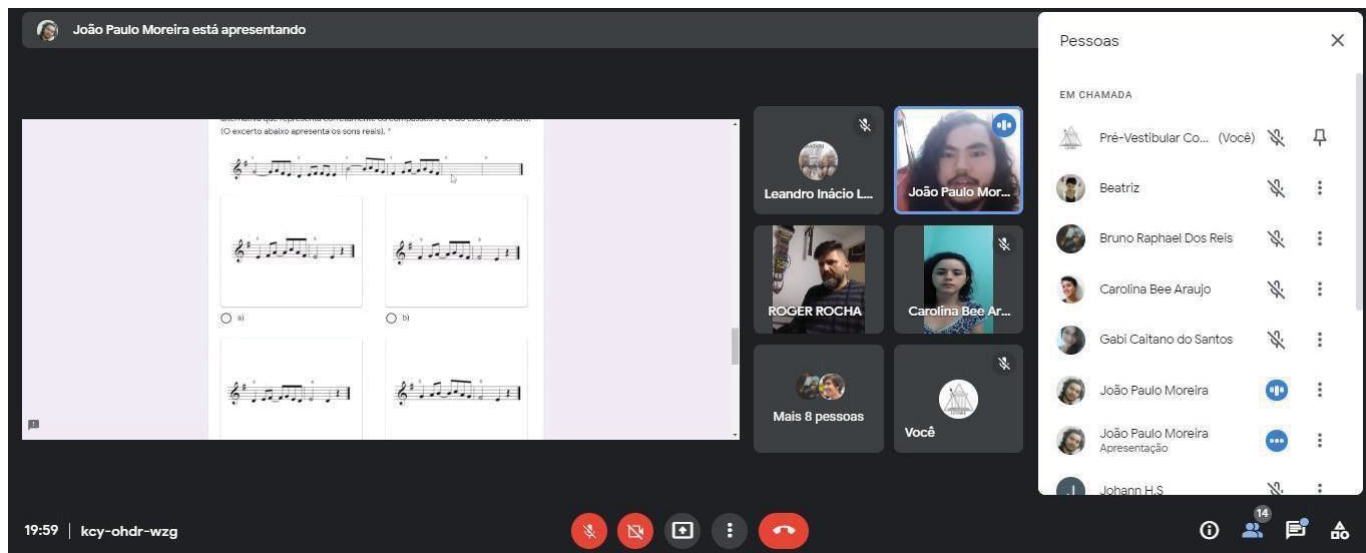 João Paulo Moreira está apresentando
(O excerto abaixo apresenta os sons reais). *
a)
b)
Leandro Inácio L...
João Paulo Mor...
ROGER ROCHA
Carolina Bee Ar...
Mais 8 pessoas
Você
Pessoas
EM CHAMADA
Pré-Vestibular Co... (Você)
Beatriz
Bruno Raphael Dos Reis
Carolina Bee Araujo
Gabi Caitano do Santos
João Paulo Moreira
João Paulo Moreira
Apresentação
J
Johann H.S
19:59 | kcy-ohdr-wzg
14